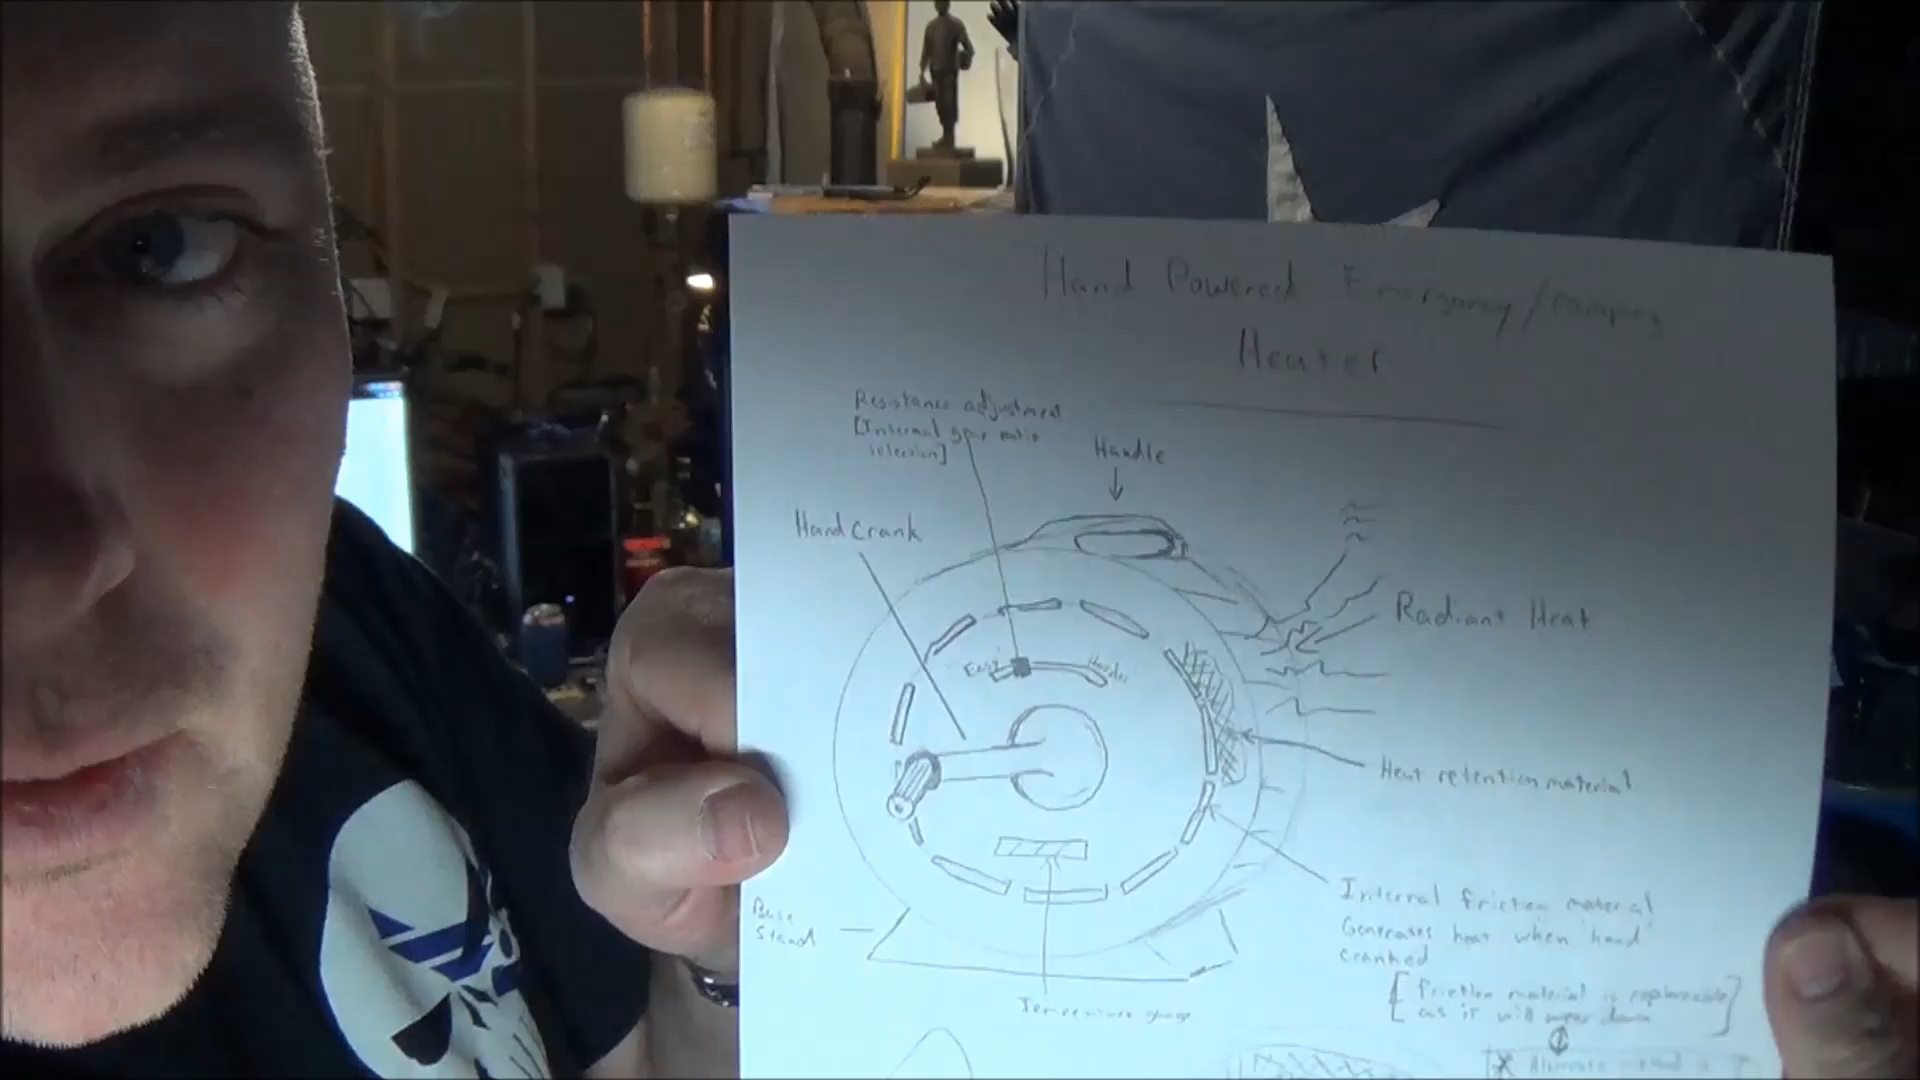 Hand Powered Emergency/camping
Heater
Resistance adjustment
[Internal gear ratio
selection]
Handle
Hand crank
Radiant Heat
Easier
Harder
Heat retention material
Internal friction material
Generates heat when 'hand'
cranked
[friction material is replaceable
as it will wear down]
Base
Stand
Temperature gauge
Alternate